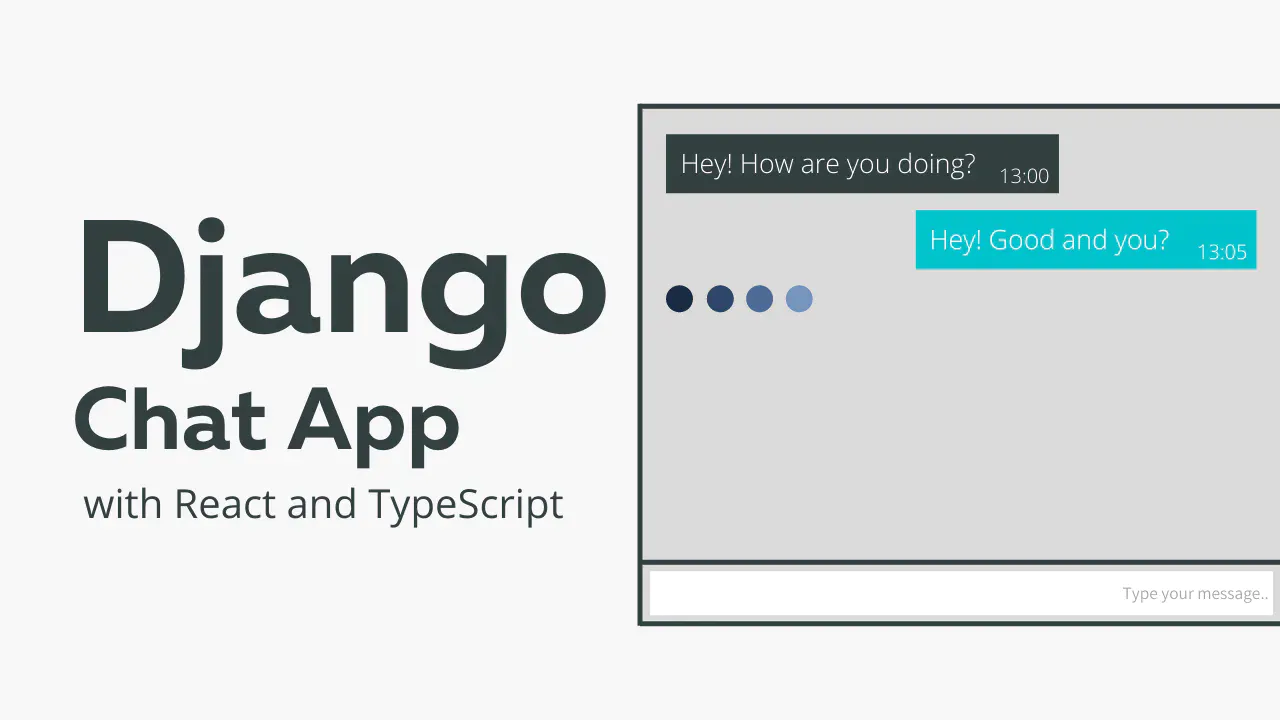 Django
Chat App
with React and TypeScript
Hey! How are you doing?
13:00
Hey! Good and you?
13:05
Type your message..